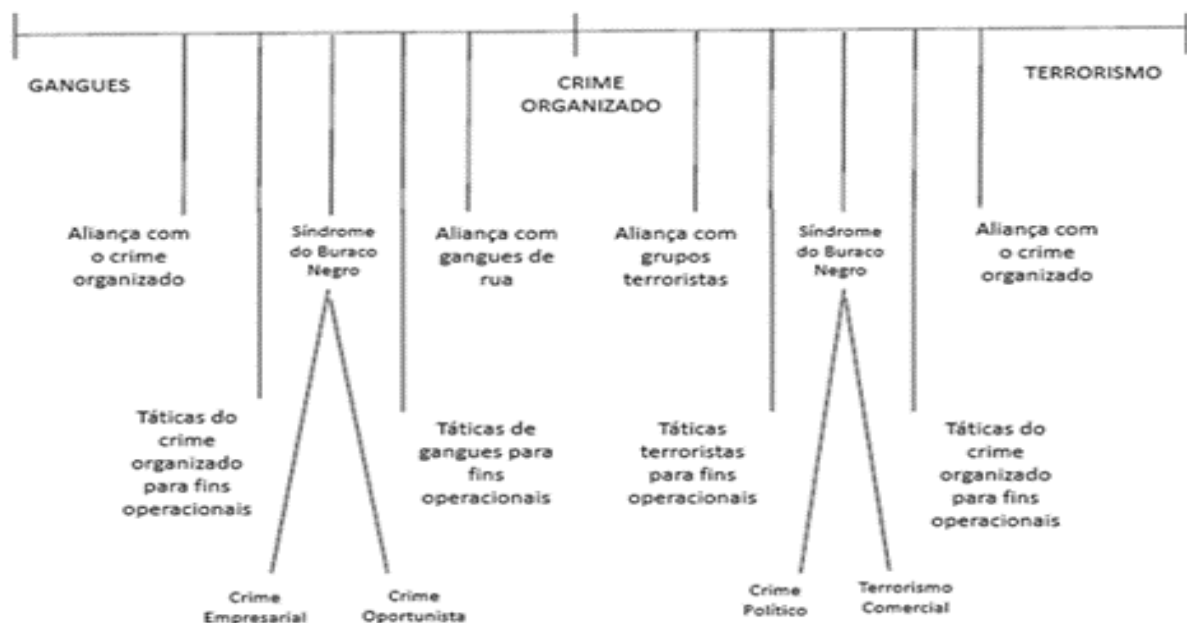 GANGUES
CRIME
ORGANIZADO
TERRORISMO
Aliança com
o crime
organizado
Síndrome
do Buraco
Negro
Aliança com
gangues de
rua
Aliança com
grupos
terroristas
Síndrome
do Buraco
Negro
Aliança com
o crime
organizado
Táticas do
crime
organizado
para fins
operacionais
Táticas de
gangues para
fins
operacionais
Táticas
terroristas
para fins
operacionais
Táticas do
crime
organizado
para fins
operacionais
Crime
Empresarial
Crime
Oportunista
Crime
Político
Terrorismo
Comercial